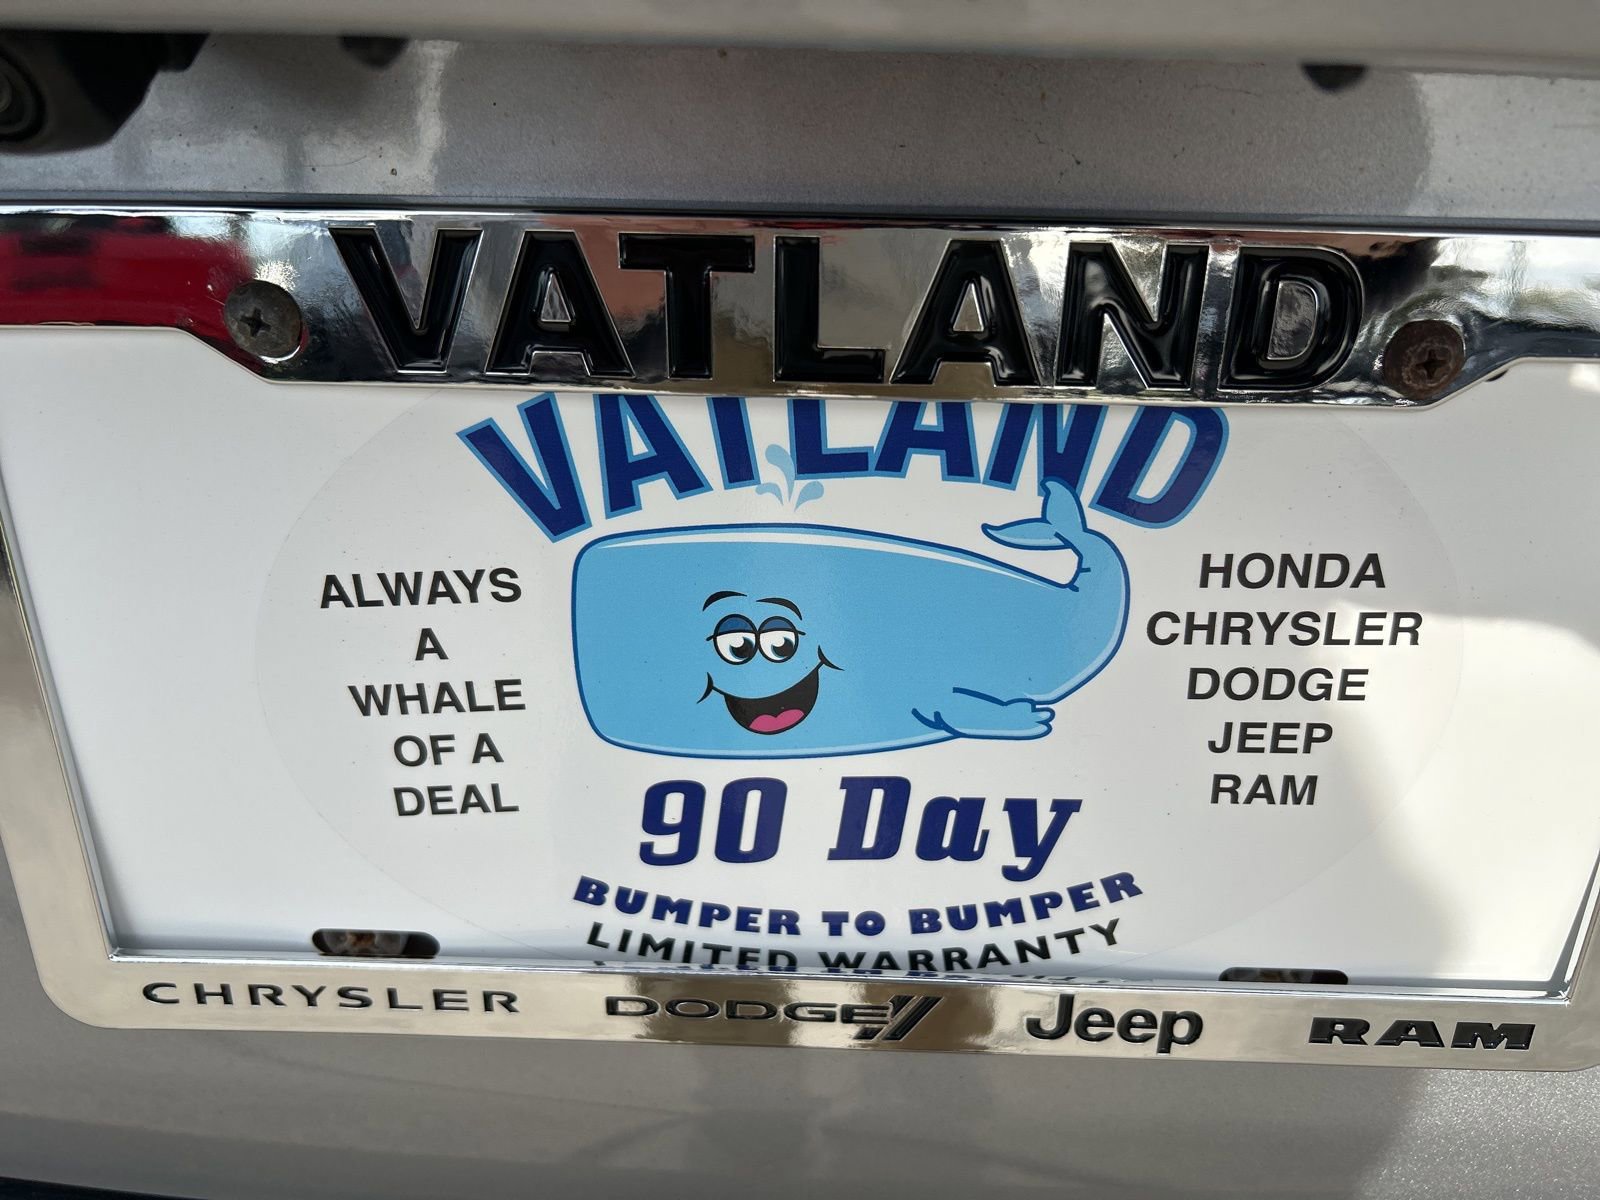 VATLAND
VATLAND
ALWAYS
A
WHALE
OF A
DEAL
HONDA
CHRYSLER
DODGE
JEEP
RAM
90 Day
BUMPER TO BUMPER
LIMITED WARRANTY
CHRYSLER DODGE Jeep RAM